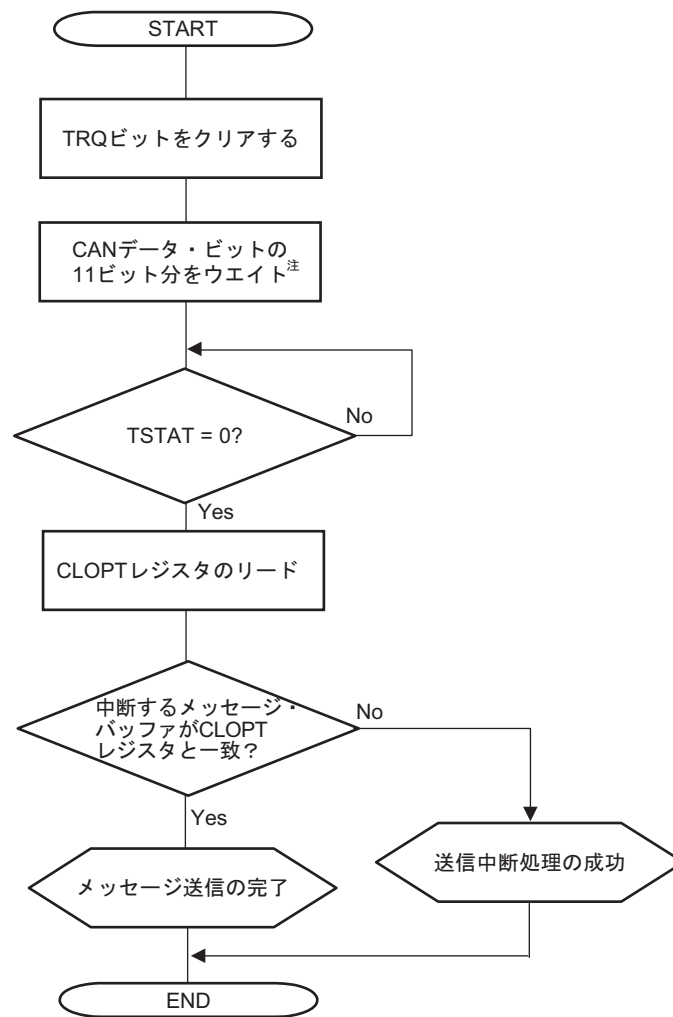 START
TRQビットをクリアする
CANデータ・ビットの
11ビット分をウエイト注
TSTAT = 0?
No
Yes
CLOPTレジスタのリード
中断するメッセージ・
バッファがCLOPT
レジスタと一致？
No
Yes
メッセージ送信の完了
送信中断処理の成功
END